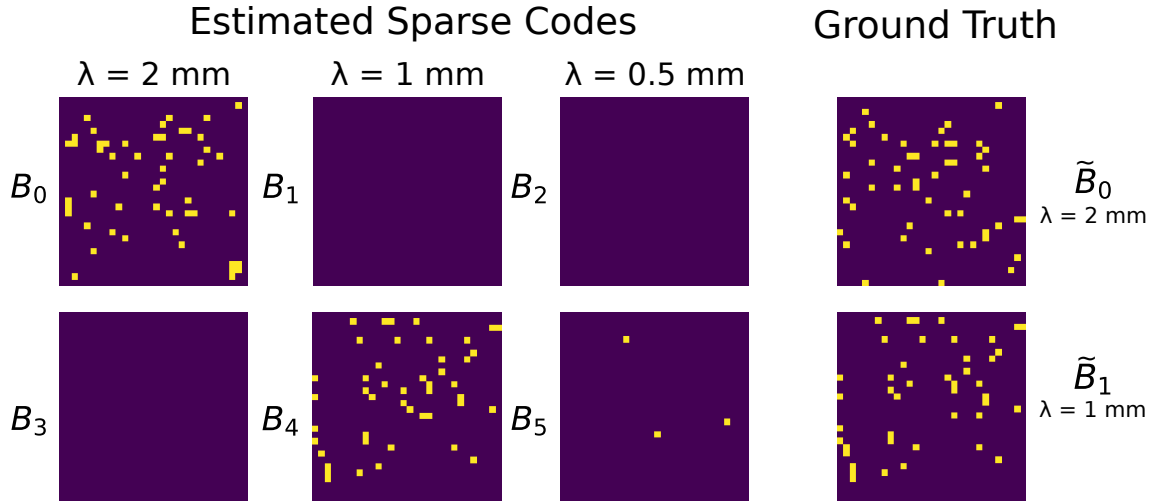 Estimated Sparse Codes
Ground Truth
λ = 2 mm
λ = 1 mm
λ = 0.5 mm
B₀
B₁
B₂
B̃₀
λ = 2 mm
B₃
B₄
B₅
B̃₁
λ = 1 mm